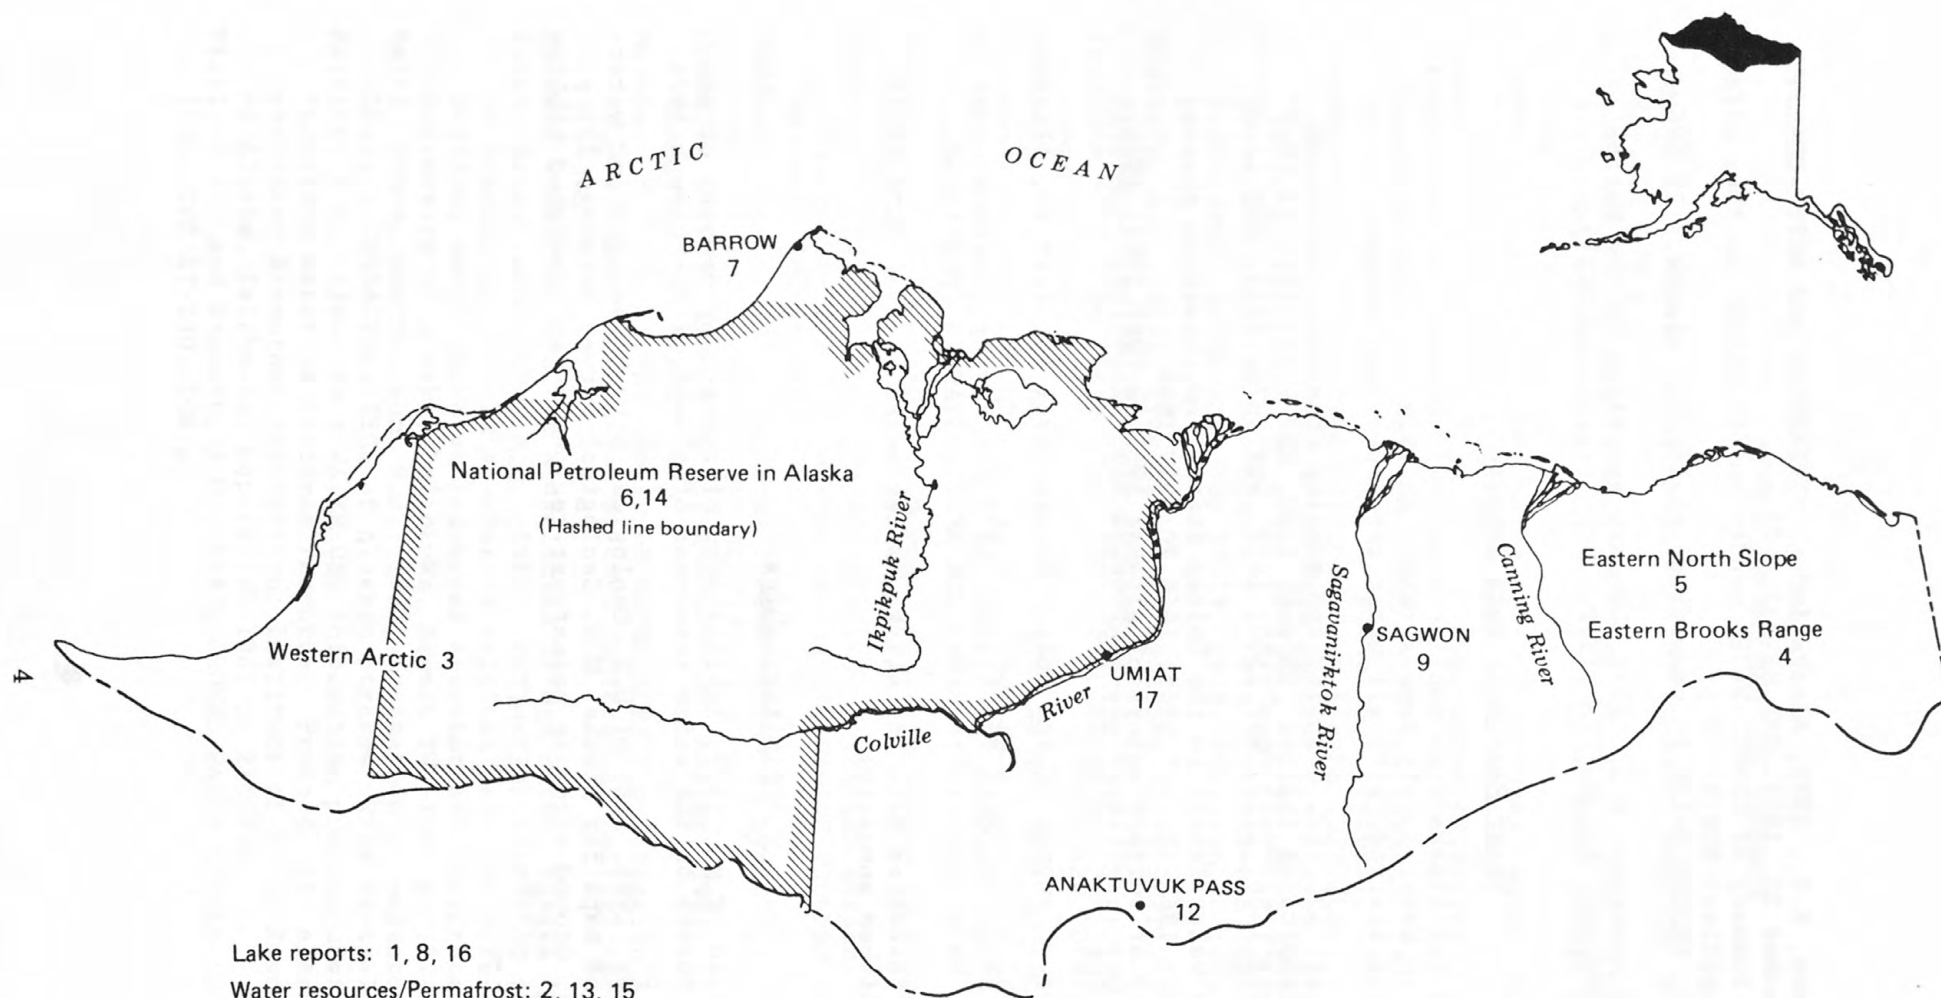 ARCTIC OCEAN
BARROW
7
National Petroleum Reserve in Alaska
6,14
(Hashed line boundary)
Ikpikpuk River
Sagavanirktok River
Canning River
Eastern North Slope
5
Eastern Brooks Range
4
SAGWON
9
Western Arctic 3
UMIAT
17
Colville River
ANAKTUVUK PASS
12
4
Lake reports: 1, 8, 16
Water resources/Permafrost: 2, 13, 15